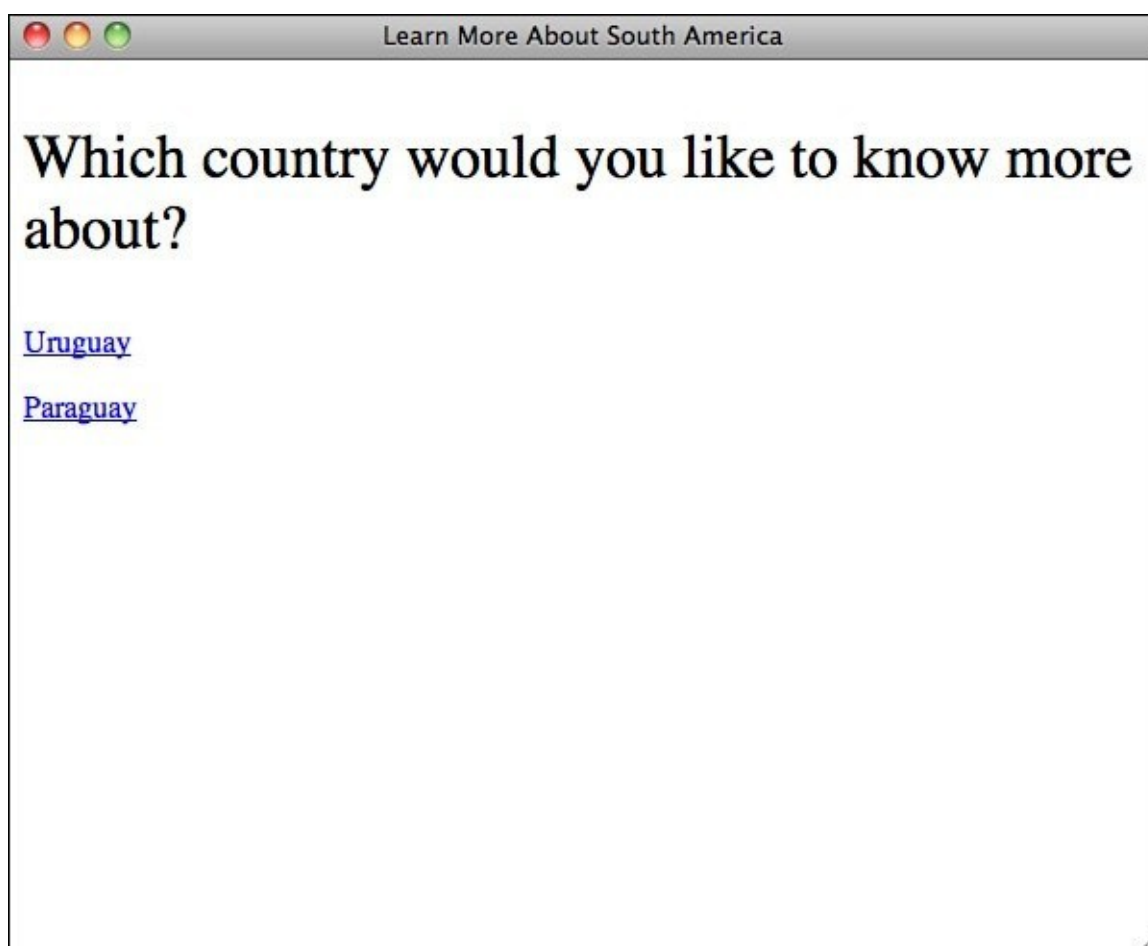 Learn More About South America
Which country would you like to know more
about?
Uruguay
Paraguay